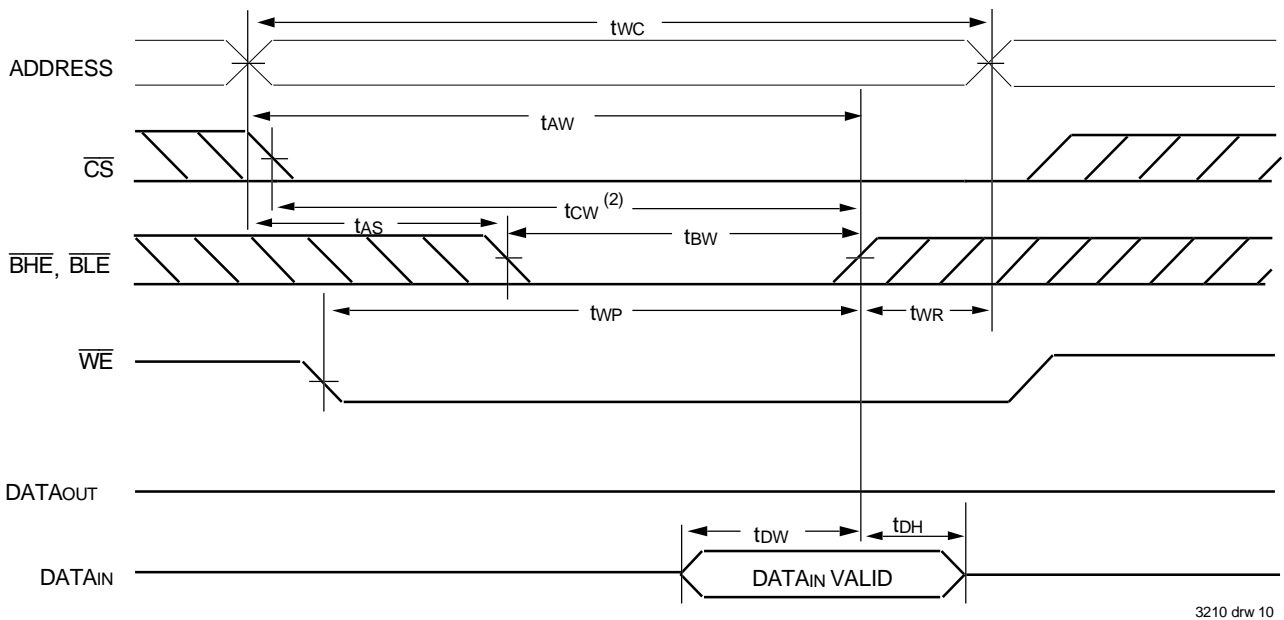 tWC
ADDRESS
tAW
CS
tCW (2)
tAS
tBW
BHE, BLE
tWP
tWR
WE
DATAOUT
tDW
tDH
DATAIN
DATAIN VALID
3210 drw 10